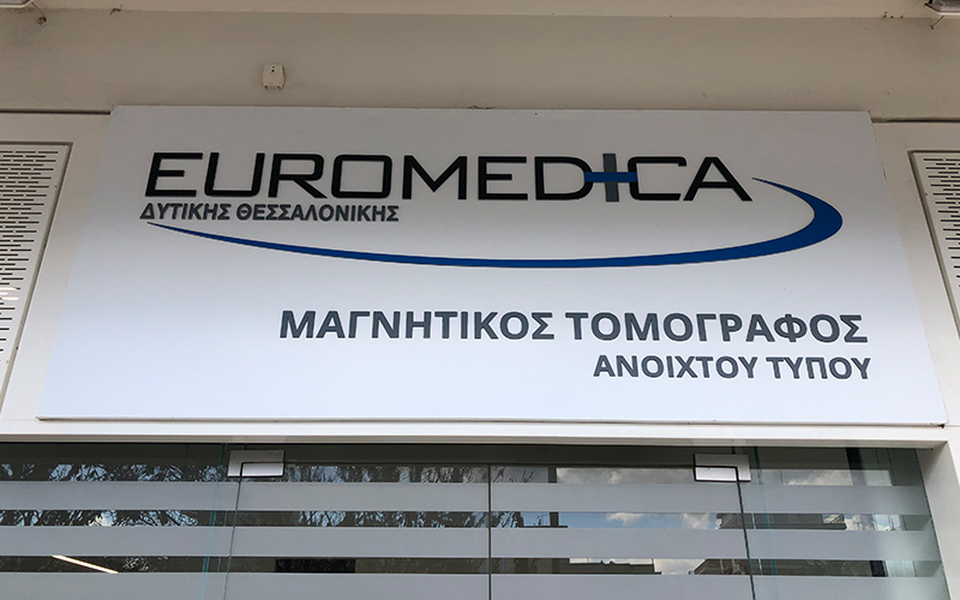 EUROMEDICA
ΔΥΤΙΚΗΣ ΘΕΣΣΑΛΟΝΙΚΗΣ
ΜΑΓΝΗΤΙΚΟΣ ΤΟΜΟΓΡΑΦΟΣ
ΑΝΟΙΧΤΟΥ ΤΥΠΟΥ